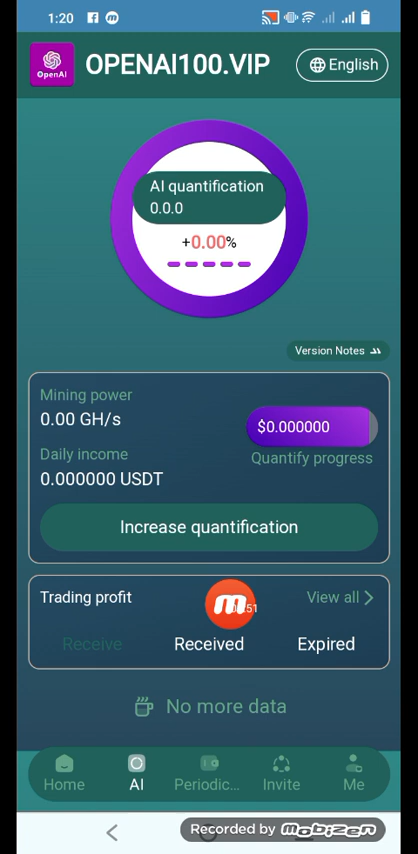 1:20
OpenAI
OPENAI100.VIP
English
AI quantification
0.0.0
+0.00%
Version Notes
Mining power
0.00 GH/s
$0.000000
Quantify progress
Daily income
0.000000 USDT
Increase quantification
Trading profit
View all
Receive
Received
Expired
No more data
Home
AI
Periodic...
Invite
Me
Recorded by MOBIZEN